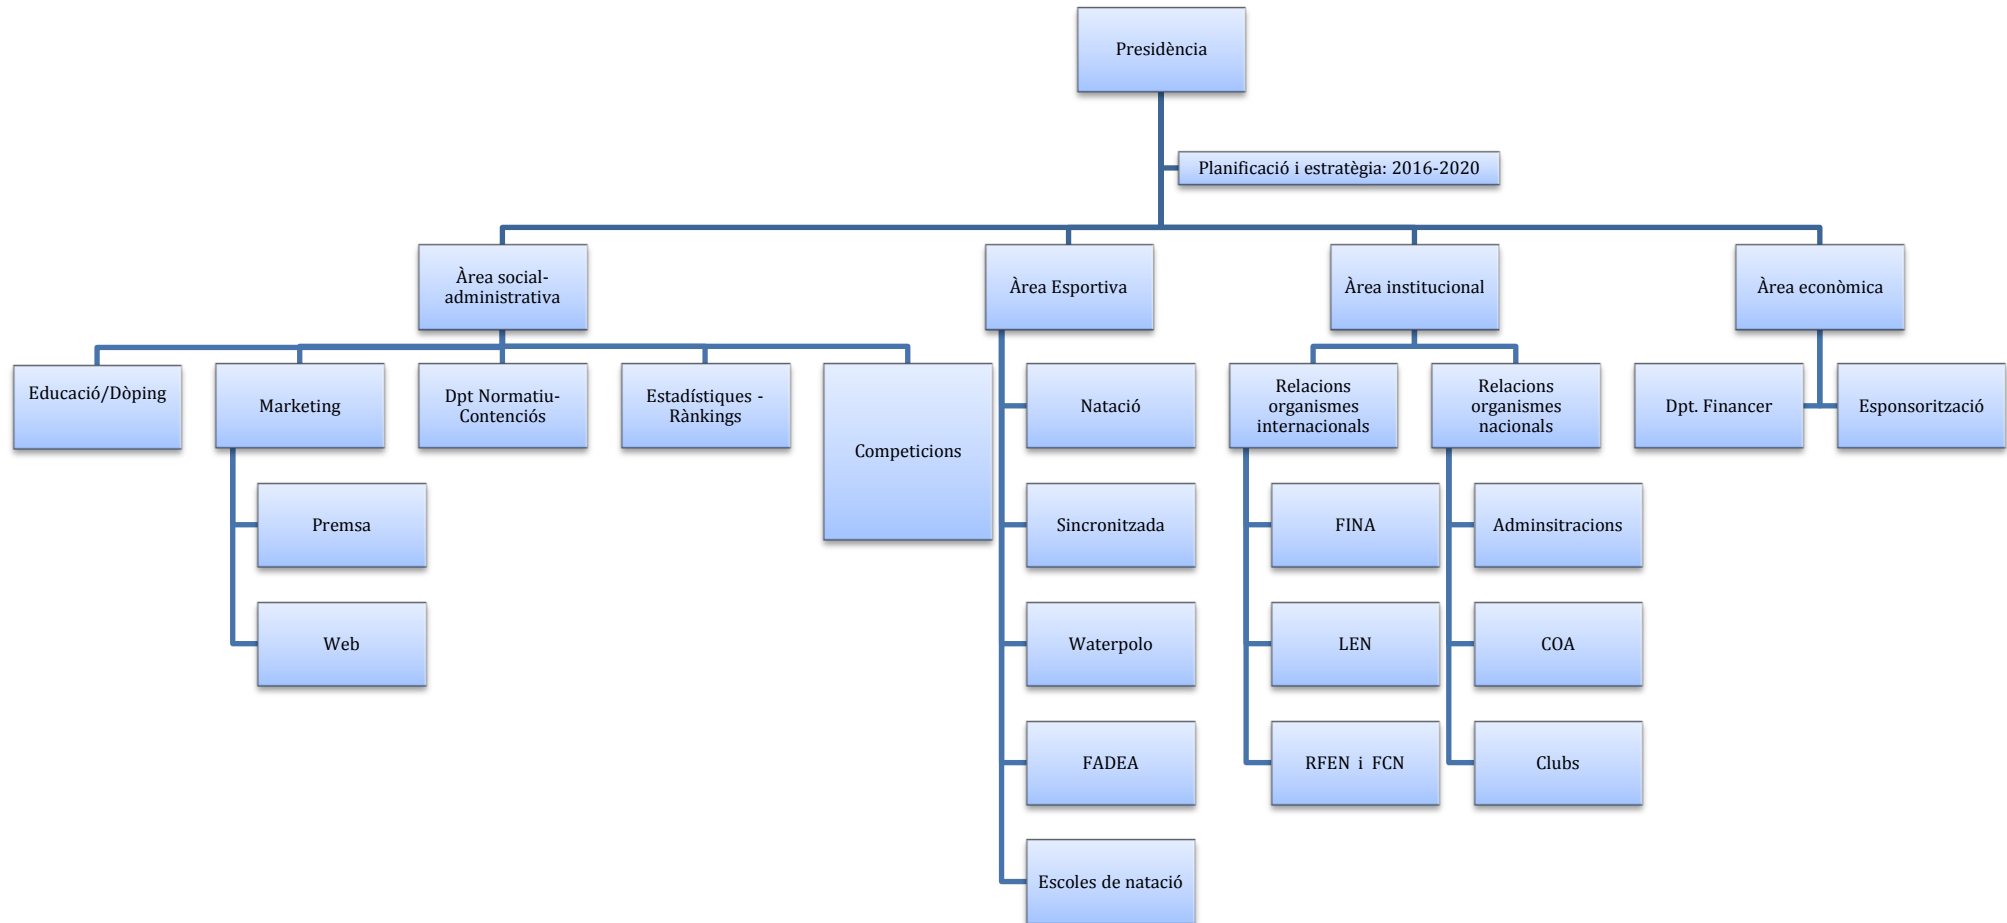 Presidència
Planificació i estratègia: 2016-2020
Àrea social-
administrativa
Àrea Esportiva
Àrea institucional
Àrea econòmica
Educació/Dòping
Marketing
Dpt Normatiu-
Contenciós
Estadístiques -
Rànkings
Competicions
Premsa
Web
Natació
Sincronitzada
Waterpolo
FADEA
Escoles de natació
Relacions
organismes
internacionals
FINA
LEN
RFEN i FCN
Relacions
organismes
nacionals
Adminsitracions
COA
Clubs
Dpt. Financer
Esponsorització